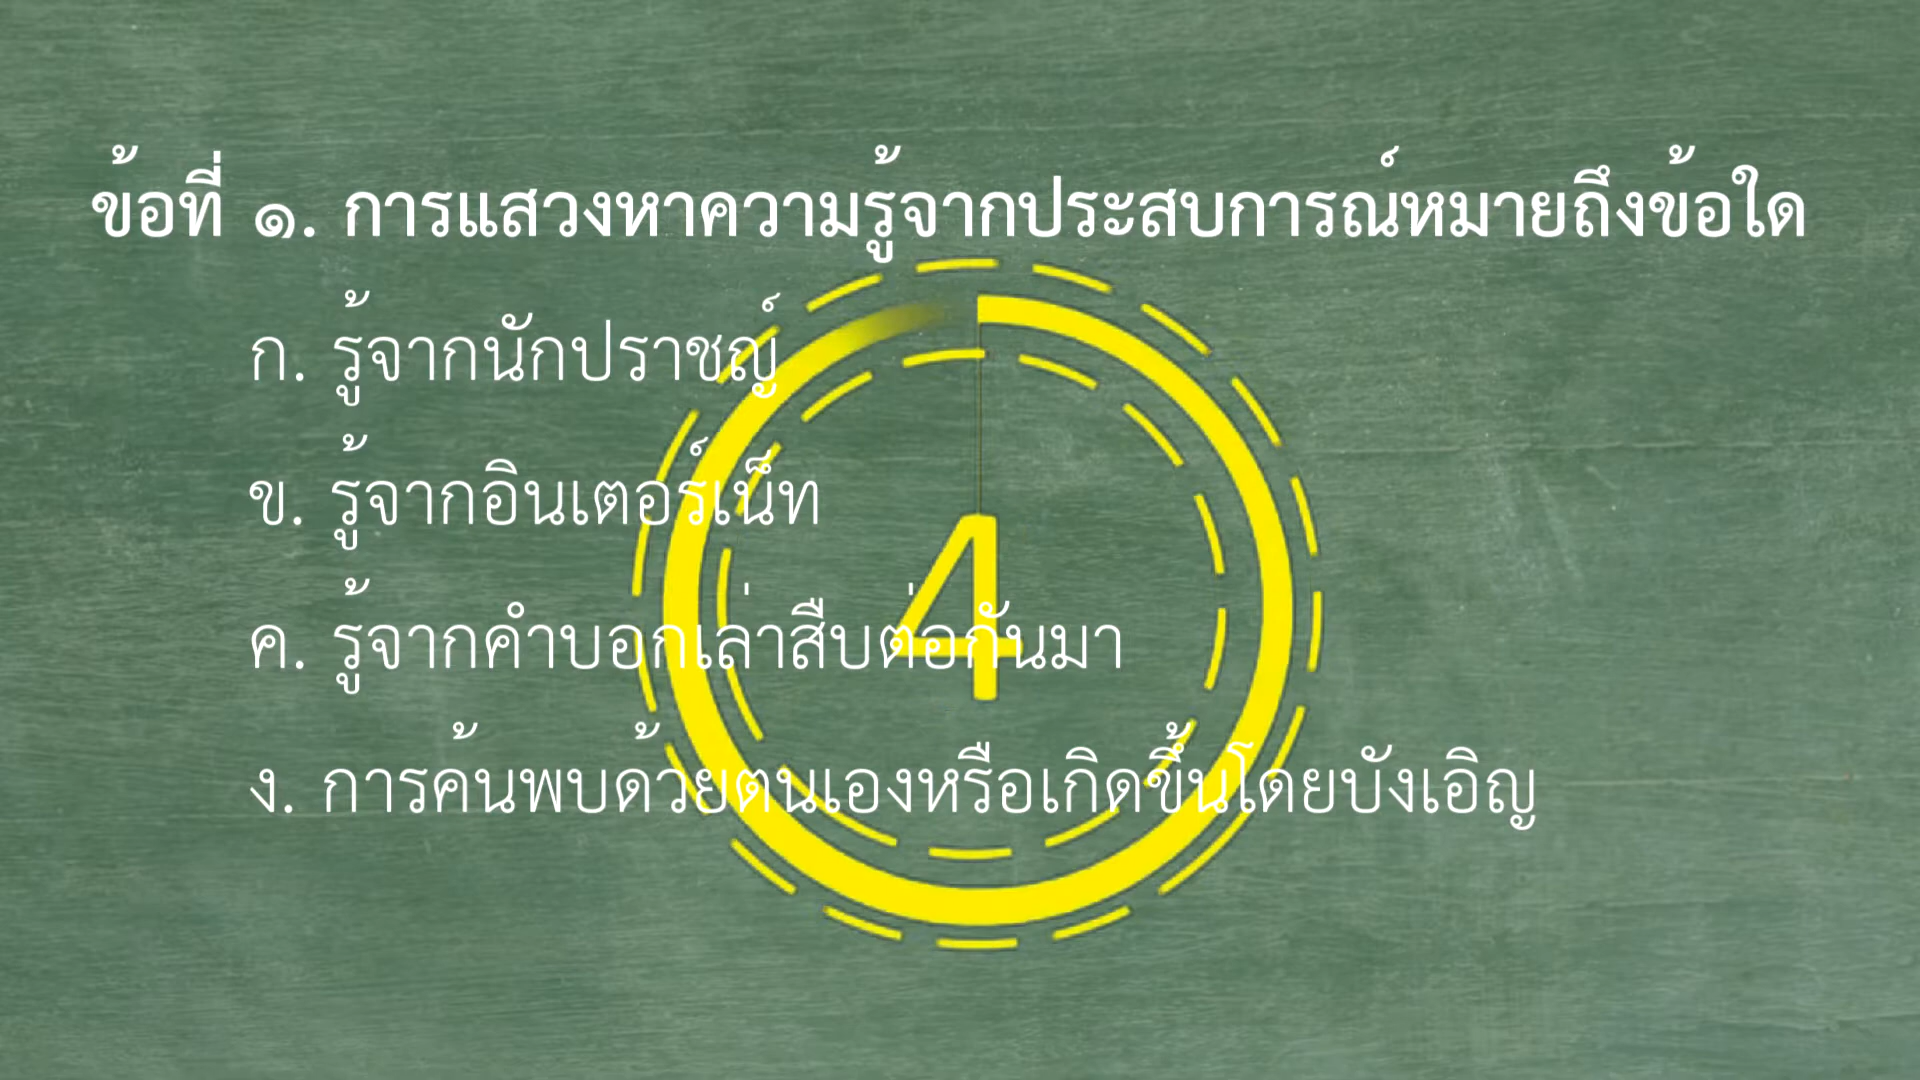 ข้อที่ ๑. การแสวงหาความรู้จากประสบการณ์หมายถึงข้อใด
ก. รู้จากนักปราชญ์
ข. รู้จากอินเตอร์เน็ท
4
ค. รู้จากคำบอกเล่าสืบต่อกันมา
ง. การค้นพบด้วยตนเองหรือเกิดขึ้นโดยบังเอิญ